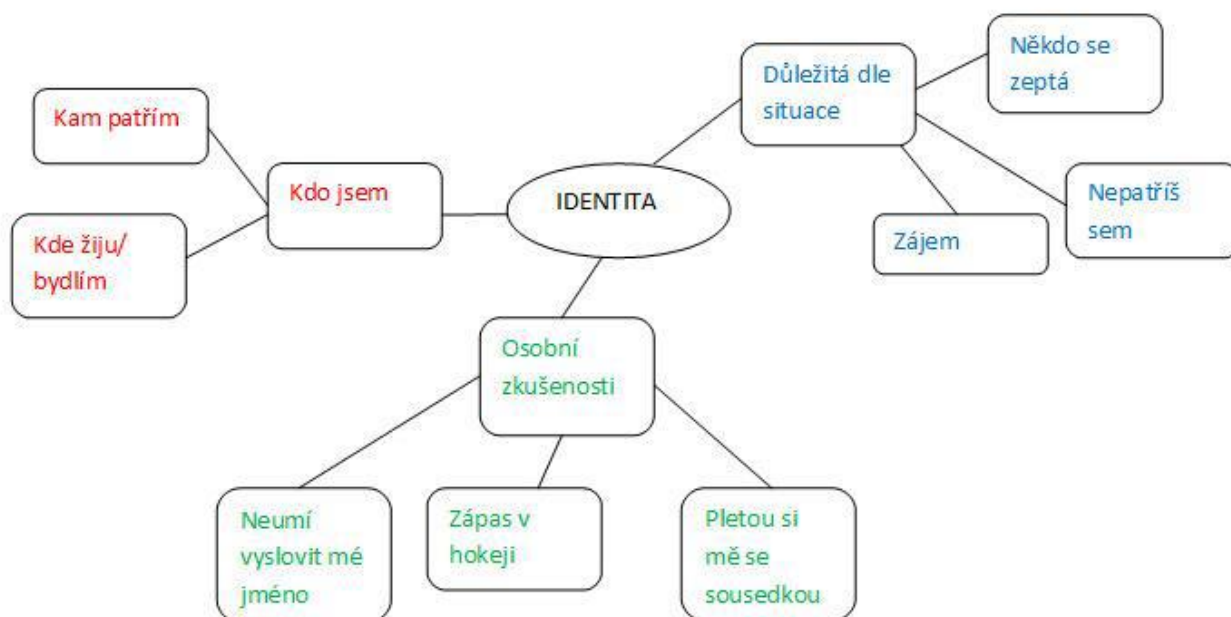 Někdo se
zeptá
Důležitá dle
situace
Kam patřím
Kdo jsem
IDENTITA
Nepatříš
sem
Kde žiju/
bydlím
Zájem
Osobní
zkušenosti
Neumí
vyslovit mé
jméno
Zápas v
hokeji
Pletou si
mě se
sousedkou